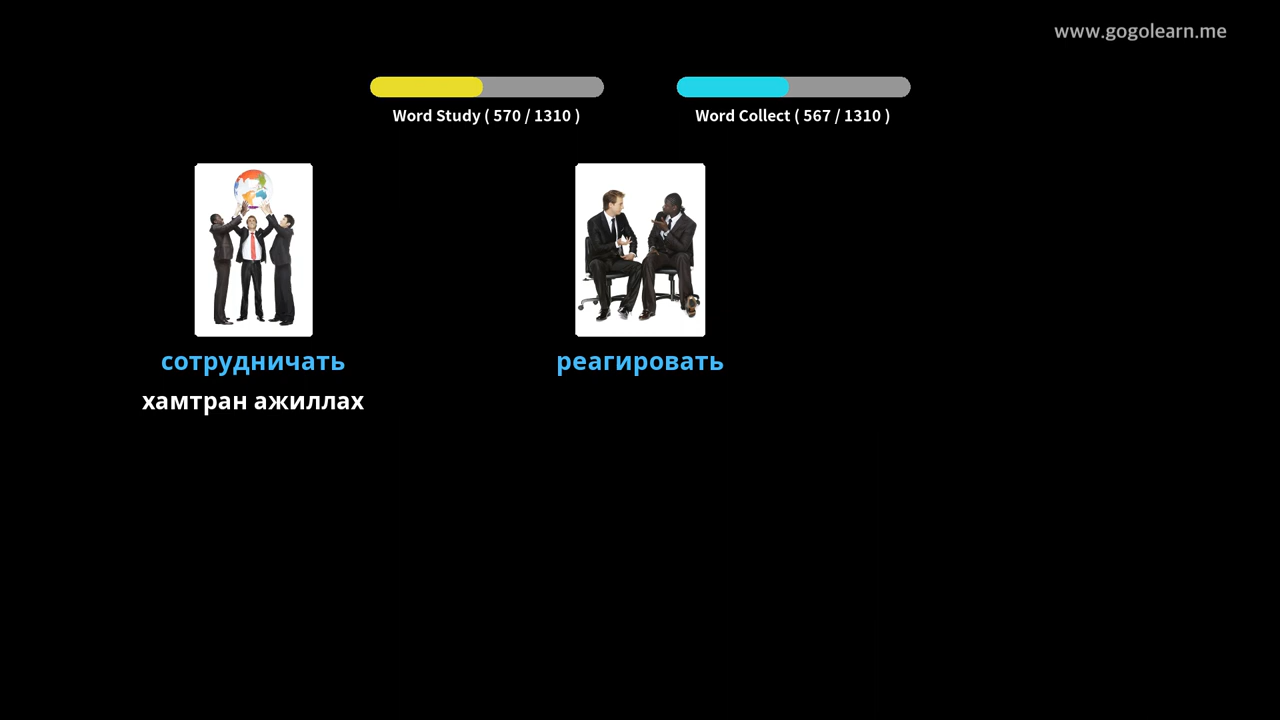 www.gogolearn.me
Word Study ( 570 / 1310 )
Word Collect ( 567 / 1310 )
сотрудничать
реагировать
хамтран ажиллах